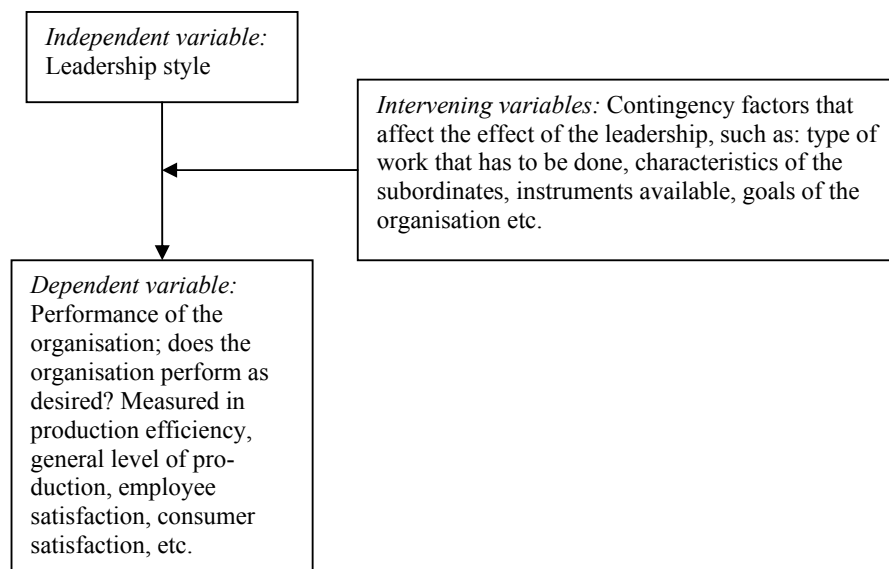 Independent variable:
Leadership style
Intervening variables: Contingency factors that
affect the effect of the leadership, such as: type of
work that has to be done, characteristics of the
subordinates, instruments available, goals of the
organisation etc.
Dependent variable:
Performance of the
organisation; does the
organisation perform as
desired? Measured in
production efficiency,
general level of pro-
duction, employee
satisfaction, consumer
satisfaction, etc.